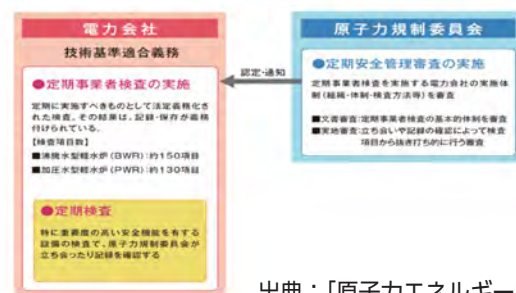 電力会社
技術基準適合義務
●定期事業者検査の実施
定期に実施すべきものとして法定義務化さ
れた検査。その結果は、記録・保存が義務
付けられている。
【検査項目数】
■沸騰水型軽水炉(BWR):約150項目
■加圧水型軽水炉(PWR):約130項目
●定期検査
特に重要度の高い安全機能を有する
設備の検査で、原子力規制委員会が
立ち会ったり記録を確認する
認定・通知
原子力規制委員会
●定期安全管理審査の実施
定期事業者検査を実施する電力会社の実施体
制(組織・体制・検査方法等)を審査
■文書審査:定期事業者検査の基本的体制を審査
■実地審査:立ち会いや記録の確認によって検査
項目から抜き打ち的に行う審査
出典:「原子力エネルギー